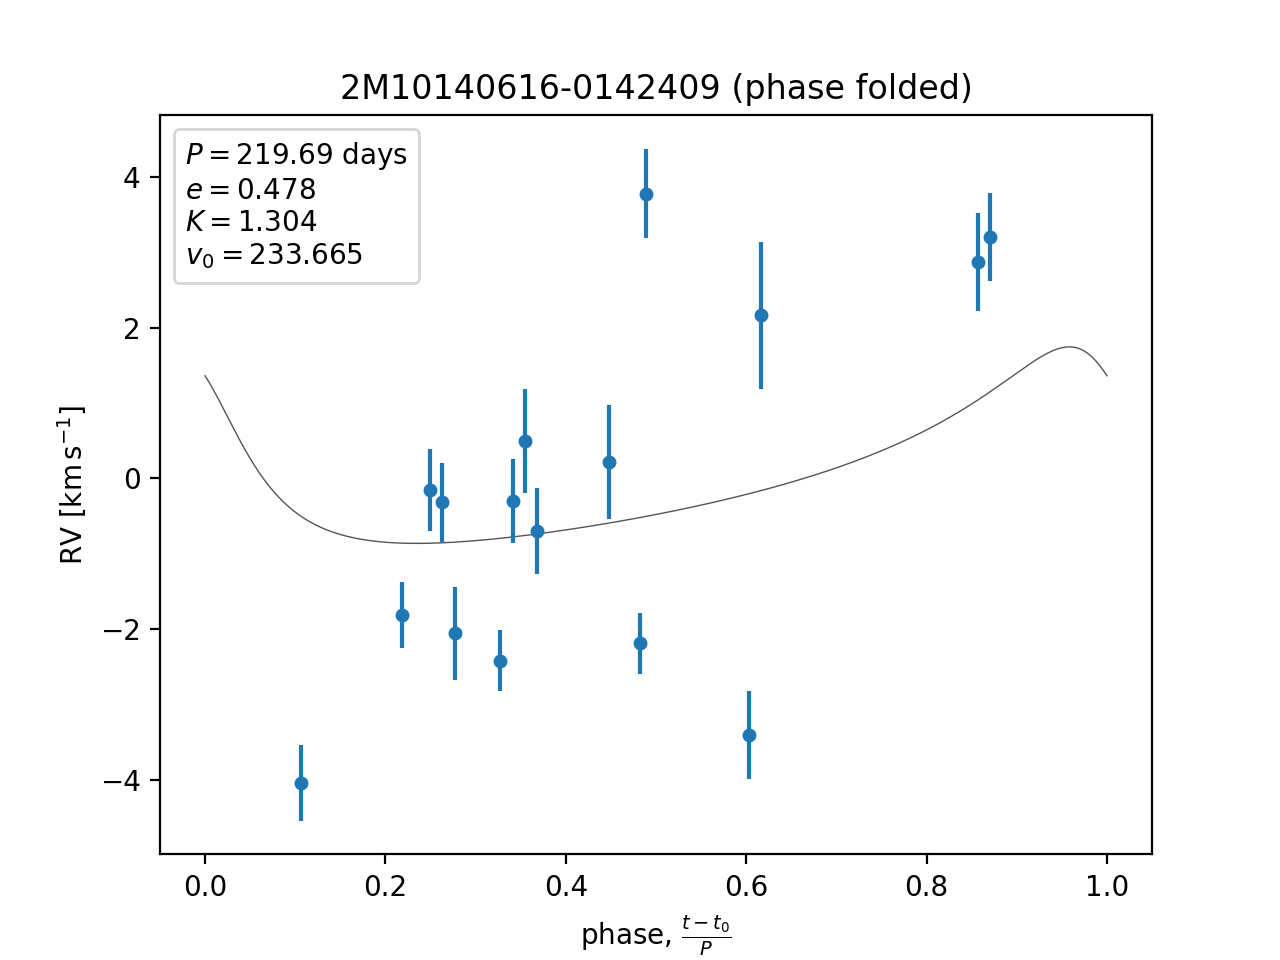 2M10140616-0142409 (phase folded)
P = 219.69 days
e = 0.478
K = 1.304
v₀ = 233.665
4
2
0
−2
−4
RV [km s⁻¹]
0.0 0.2 0.4 0.6 0.8 1.0
phase, (t − t₀)/P